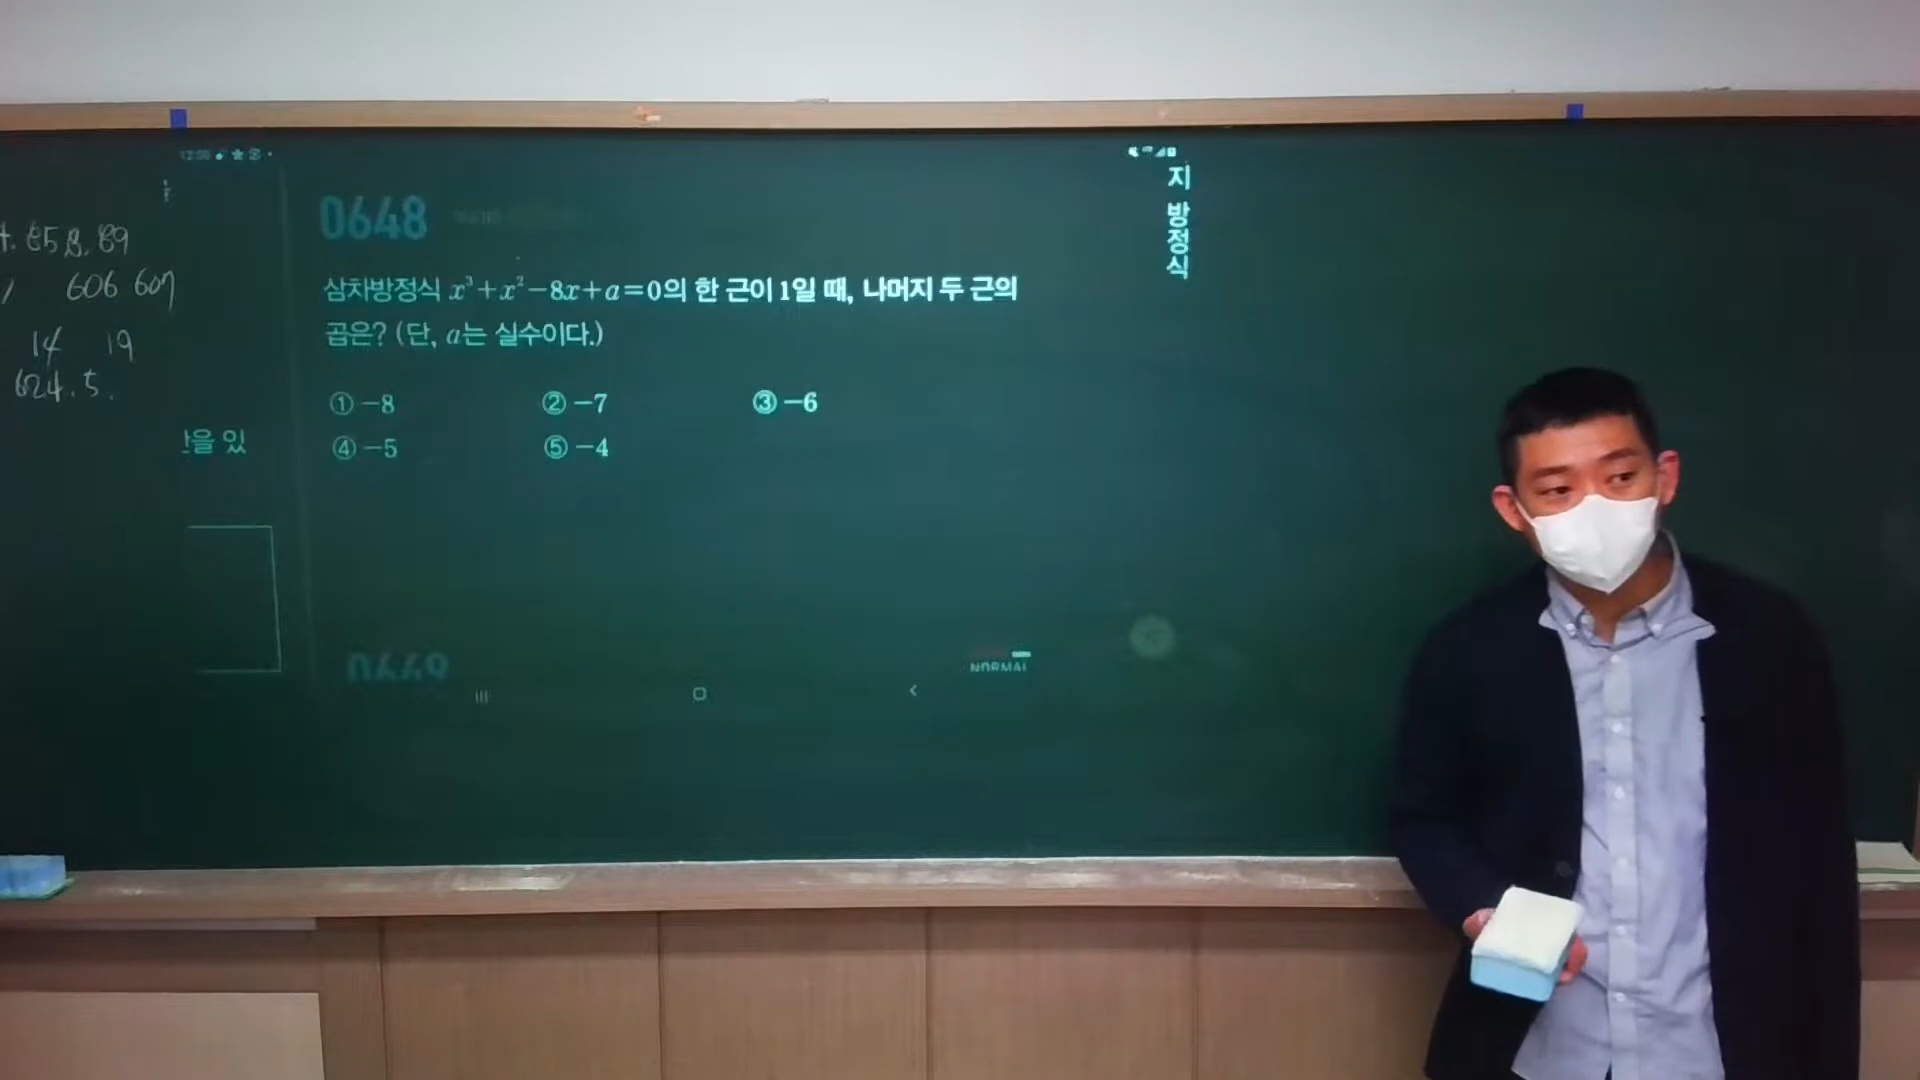 12:00
658. 89
606 607
14 19
624. 5.
을 있
0648
삼차방정식 x³+x²−8x+a=0의 한 근이 1일 때, 나머지 두 근의
곱은? (단, a는 실수이다.)
① −8 ② −7 ③ −6
④ −5 ⑤ −4
0649
NORMAL
지 방정식